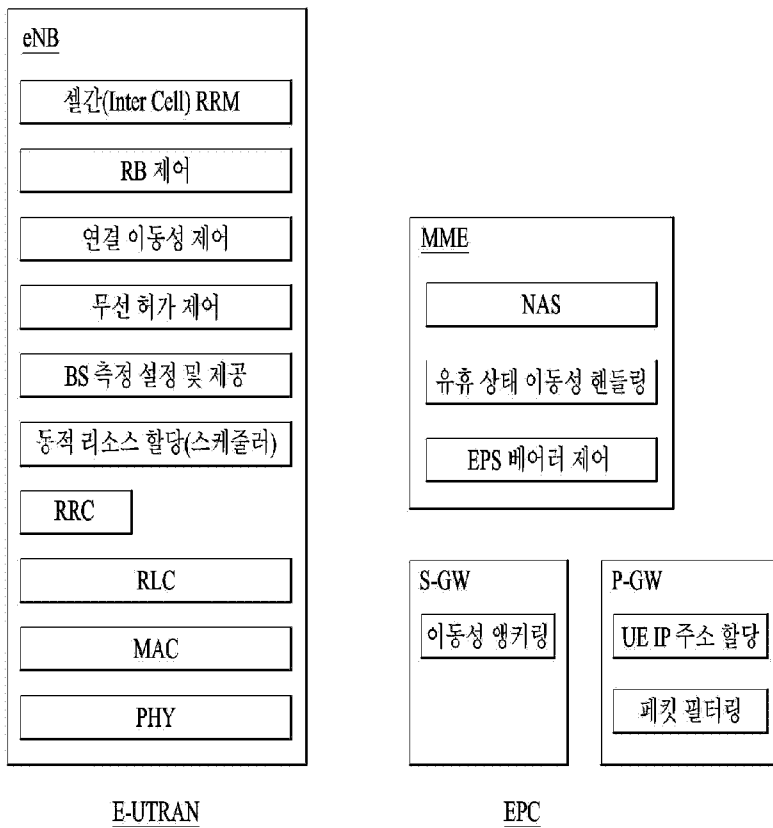 eNB
셀간(Inter Cell) RRM
RB 제어
연결 이동성 제어
무선 허가 제어
BS 측정 설정 및 제공
동적 리소스 할당(스케줄러)
RRC
RLC
MAC
PHY
E-UTRAN
MME
NAS
유휴 상태 이동성 핸들링
EPS 베어러 제어
S-GW
이동성 앵커링
P-GW
UE IP 주소 할당
페킷 필터링
EPC